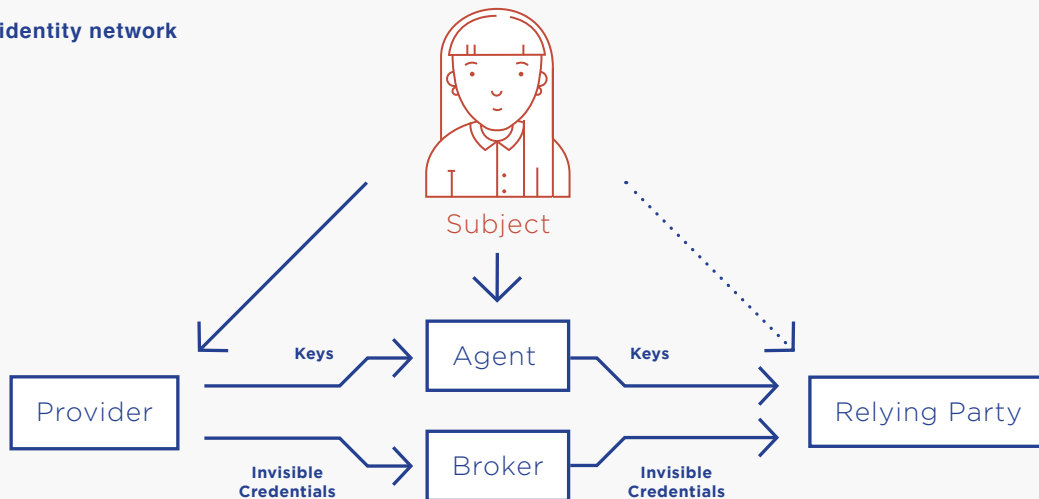 identity network
Subject
Keys
Agent
Keys
Provider
Relying Party
Broker
Invisible
Credentials
Invisible
Credentials